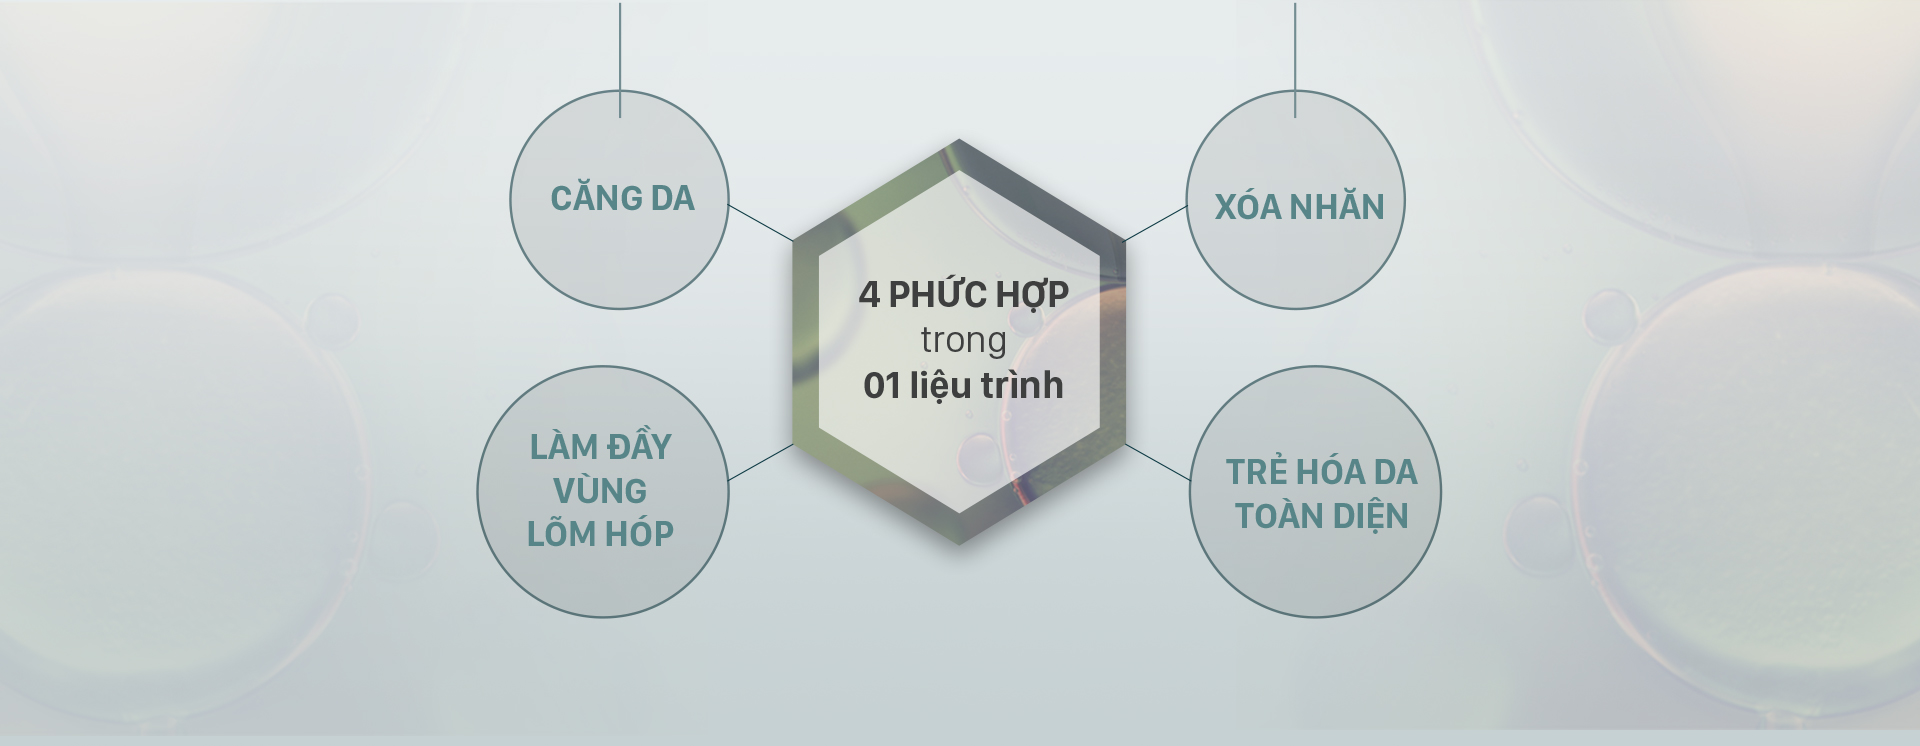 CĂNG DA
XÓA NHĂN
4 PHỨC HỢP
trong
01 liệu trình
LÀM ĐẦY
VÙNG
LÕM HÓP
TRẺ HÓA DA
TOÀN DIỆN